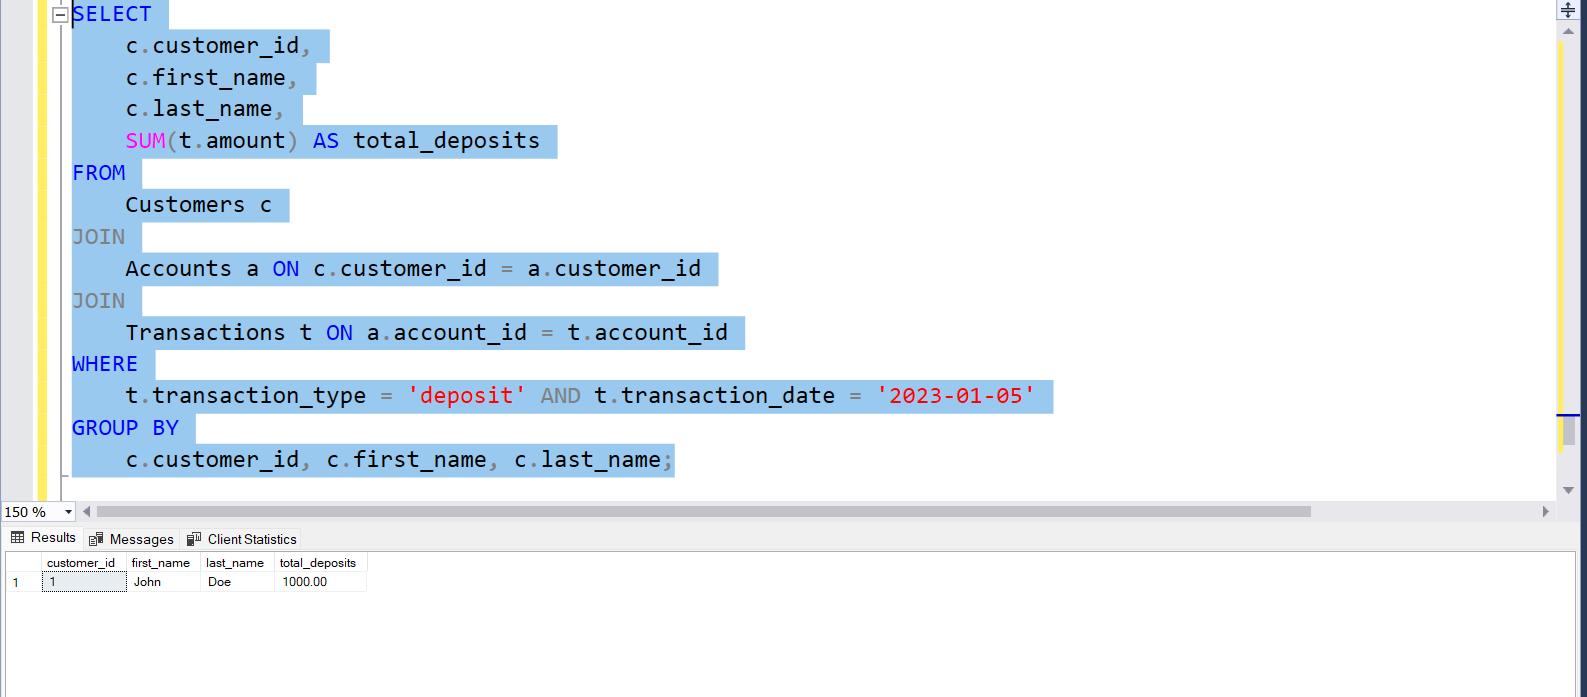 SELECT
c.customer_id,
c.first_name,
c.last_name,
SUM(t.amount) AS total_deposits
FROM
Customers c
JOIN
Accounts a ON c.customer_id = a.customer_id
JOIN
Transactions t ON a.account_id = t.account_id
WHERE
t.transaction_type = 'deposit' AND t.transaction_date = '2023-01-05'
GROUP BY
c.customer_id, c.first_name, c.last_name;
150 %
Results Messages Client Statistics
customer_id first_name last_name total_deposits
1 1 John Doe 1000.00